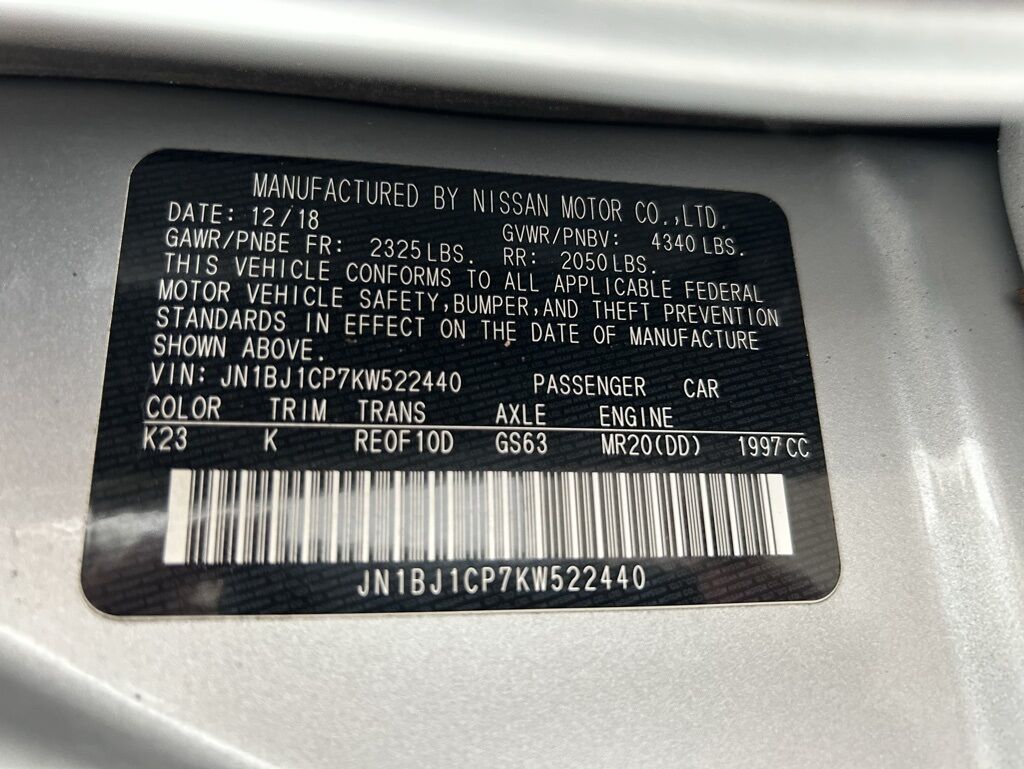 MANUFACTURED BY NISSAN MOTOR CO.,LTD.
DATE: 12/18 GVWR/PNBV: 4340 LBS.
GAWR/PNBE FR: 2325 LBS. RR: 2050 LBS.
THIS VEHICLE CONFORMS TO ALL APPLICABLE FEDERAL
MOTOR VEHICLE SAFETY,BUMPER,AND THEFT PREVENTION
STANDARDS IN EFFECT ON THE DATE OF MANUFACTURE
SHOWN ABOVE.
VIN: JN1BJ1CP7KW522440 PASSENGER CAR
COLOR TRIM TRANS AXLE ENGINE
K23 K RE0F10D GS63 MR20(DD) 1997CC
JN1BJ1CP7KW522440